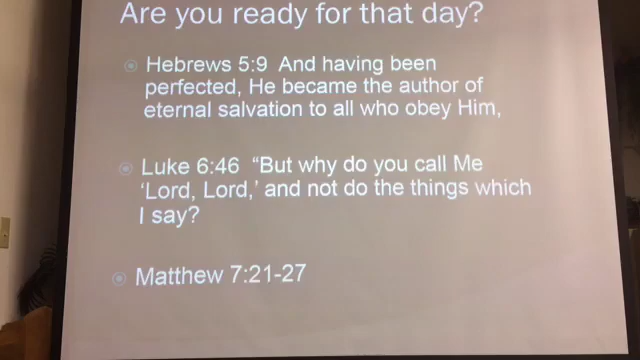 Are you ready for that day?
Hebrews 5:9 And having been
perfected, He became the author of
eternal salvation to all who obey Him,
Luke 6:46 “But why do you call Me
‘Lord, Lord,’ and not do the things which
I say?
Matthew 7:21-27